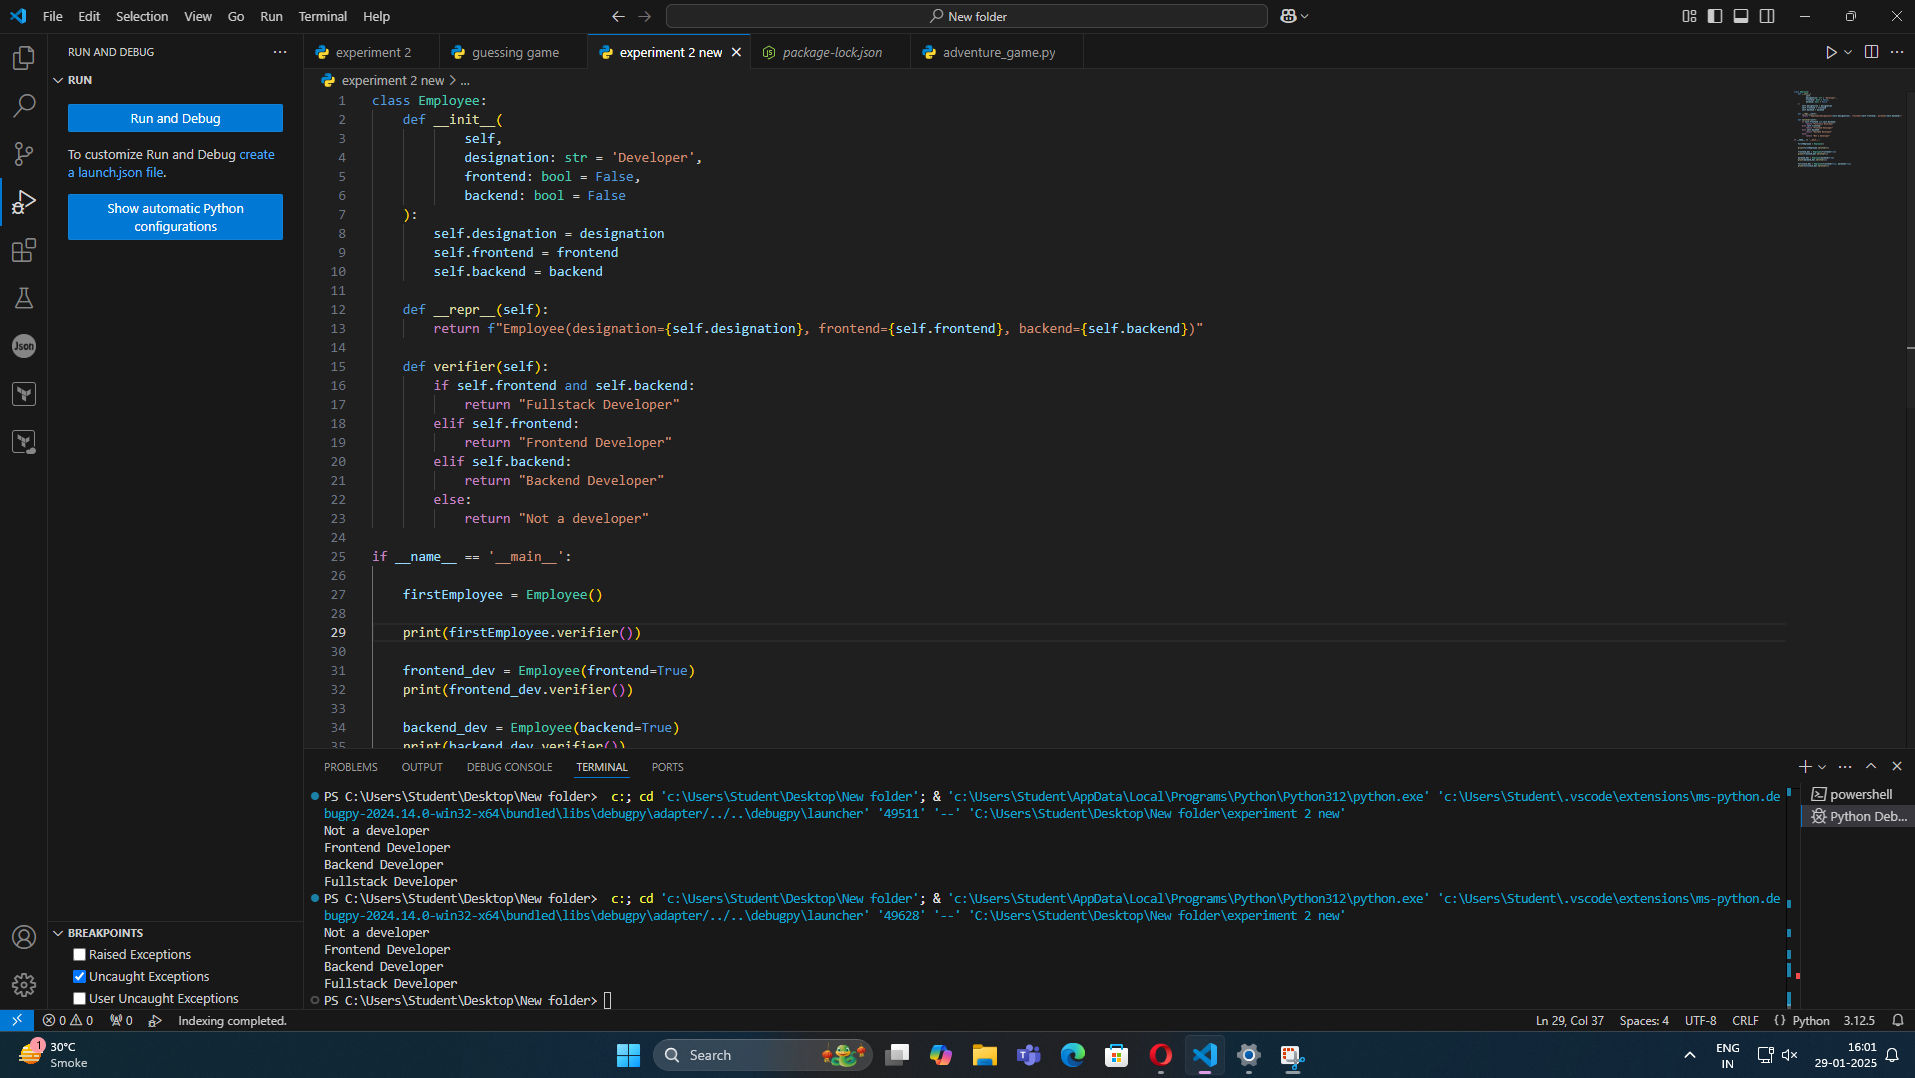 File Edit Selection View Go Run Terminal Help
New folder
RUN AND DEBUG
RUN
Run and Debug
To customize Run and Debug create
a launch.json file.
Show automatic Python
configurations
experiment 2
guessing game
experiment 2 new
package-lock.json
adventure_game.py
experiment 2 new > ...
1 class Employee:
2     def __init__(
3             self,
4             designation: str = 'Developer',
5             frontend: bool = False,
6             backend: bool = False
7     ):
8         self.designation = designation
9         self.frontend = frontend
10         self.backend = backend
11
12     def __repr__(self):
13         return f"Employee(designation={self.designation}, frontend={self.frontend}, backend={self.backend})"
14
15     def verifier(self):
16         if self.frontend and self.backend:
17             return "Fullstack Developer"
18         elif self.frontend:
19             return "Frontend Developer"
20         elif self.backend:
21             return "Backend Developer"
22         else:
23             return "Not a developer"
24
25 if __name__ == '__main__':
26
27     firstEmployee = Employee()
28
29     print(firstEmployee.verifier())
30
31     frontend_dev = Employee(frontend=True)
32     print(frontend_dev.verifier())
33
34     backend_dev = Employee(backend=True)
35     print(backend_dev.verifier())
PROBLEMS OUTPUT DEBUG CONSOLE TERMINAL PORTS
PS C:\Users\Student\Desktop\New folder>  c:; cd 'c:\Users\Student\Desktop\New folder'; & 'c:\Users\Student\AppData\Local\Programs\Python\Python312\python.exe' 'c:\Users\Student\.vscode\extensions\ms-python.de
bugpy-2024.14.0-win32-x64\bundled\libs\debugpy\adapter/../..\debugpy\launcher' '49511' '--' 'C:\Users\Student\Desktop\New folder\experiment 2 new'
Not a developer
Frontend Developer
Backend Developer
Fullstack Developer
PS C:\Users\Student\Desktop\New folder>  c:; cd 'c:\Users\Student\Desktop\New folder'; & 'c:\Users\Student\AppData\Local\Programs\Python\Python312\python.exe' 'c:\Users\Student\.vscode\extensions\ms-python.de
bugpy-2024.14.0-win32-x64\bundled\libs\debugpy\adapter/../..\debugpy\launcher' '49628' '--' 'C:\Users\Student\Desktop\New folder\experiment 2 new'
Not a developer
Frontend Developer
Backend Developer
Fullstack Developer
PS C:\Users\Student\Desktop\New folder>
powershell
Python Deb...
Json
BREAKPOINTS
Raised Exceptions
Uncaught Exceptions
User Uncaught Exceptions
0 0 0 Indexing completed.
Ln 29, Col 37 Spaces: 4 UTF-8 CRLF {} Python 3.12.5
1
30°C
Smoke
Search
ENG
IN
16:01
29-01-2025